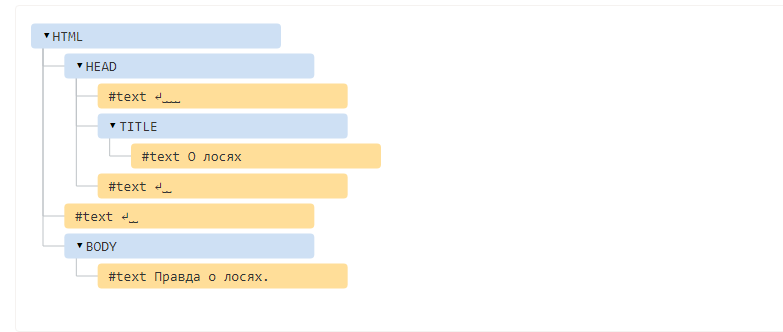 ▾HTML
▾HEAD
#text ↵␣␣␣␣
▾TITLE
#text О лосях
#text ↵␣␣
#text ↵␣␣
▾BODY
#text Правда о лосях.